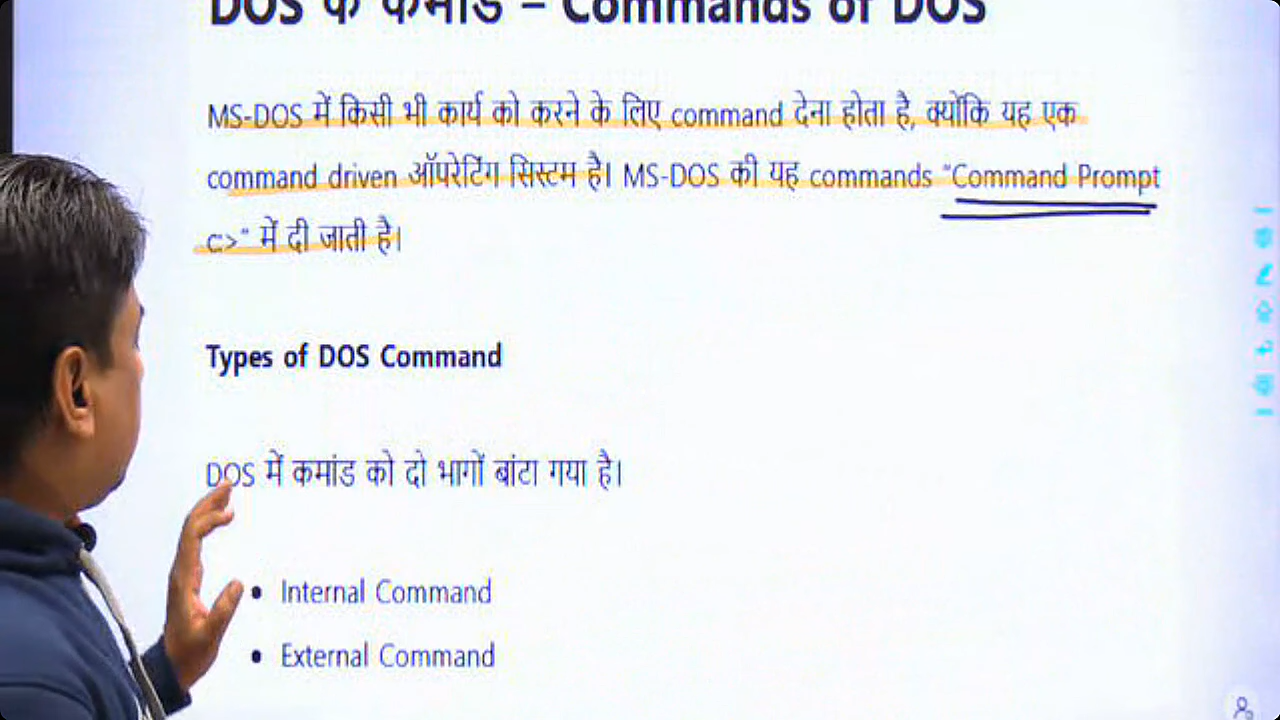 DOS के कमांड – Commands of DOS
MS-DOS में किसी भी कार्य को करने के लिए command देना होता है, क्योंकि यह एक
command driven ऑपरेटिंग सिस्टम है। MS-DOS की यह commands "Command Prompt
C>" में दी जाती है।
Types of DOS Command
DOS में कमांड को दो भागों बांटा गया है।
• Internal Command
• External Command